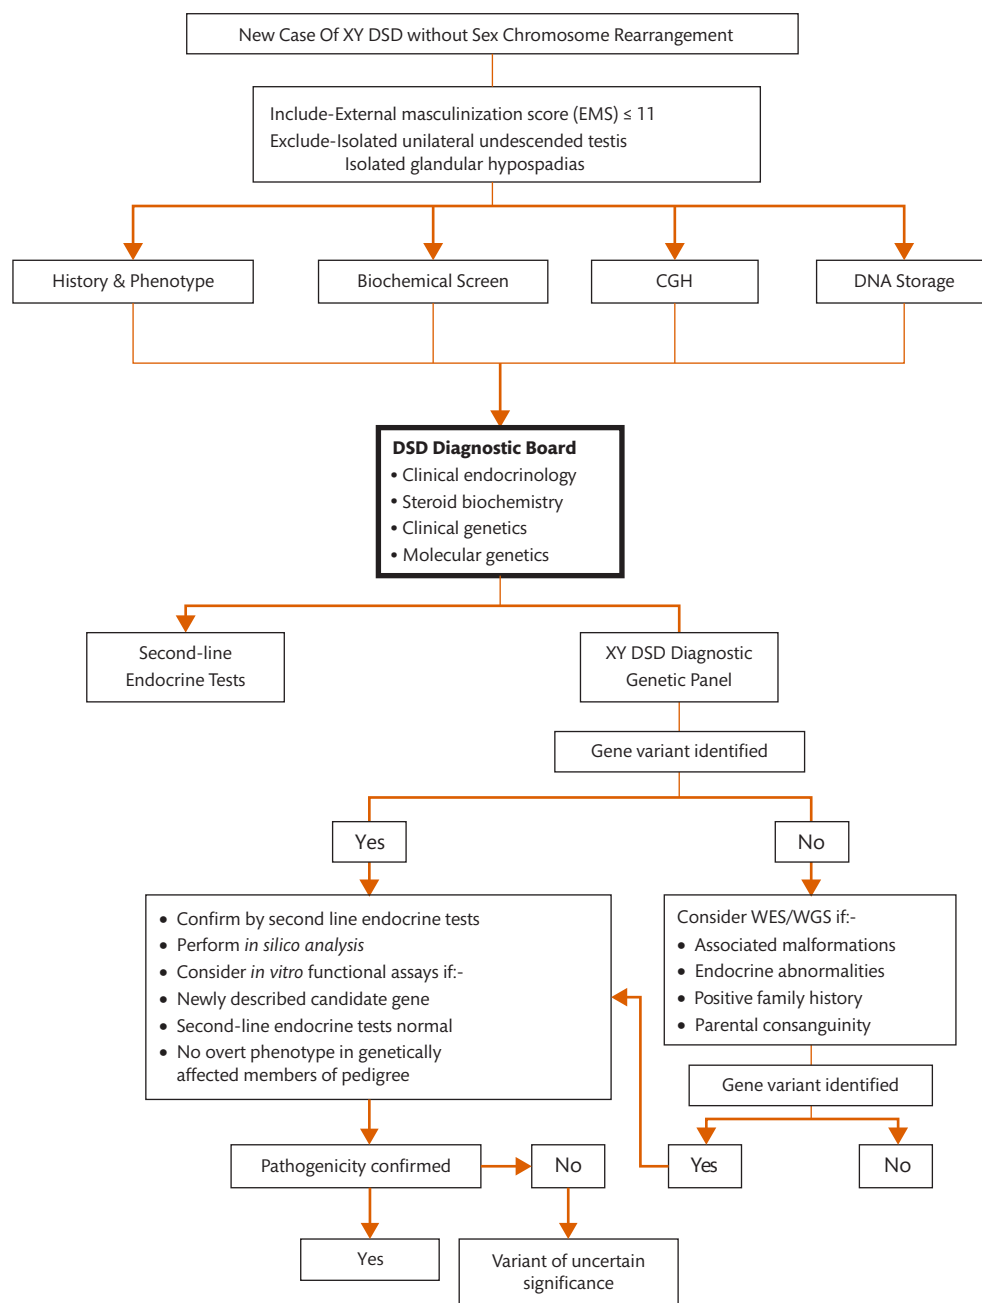 New Case Of XY DSD without Sex Chromosome Rearrangement
Include-External masculinization score (EMS) ≤ 11
Exclude-Isolated unilateral undescended testis
Isolated glandular hypospadias
History & Phenotype
Biochemical Screen
CGH
DNA Storage
DSD Diagnostic Board
• Clinical endocrinology
• Steroid biochemistry
• Clinical genetics
• Molecular genetics
Second-line
Endocrine Tests
XY DSD Diagnostic
Genetic Panel
Gene variant identified
Yes
No
• Confirm by second line endocrine tests
• Perform in silico analysis
• Consider in vitro functional assays if:-
• Newly described candidate gene
• Second-line endocrine tests normal
• No overt phenotype in genetically
affected members of pedigree
Consider WES/WGS if:-
• Associated malformations
• Endocrine abnormalities
• Positive family history
• Parental consanguinity
Gene variant identified
Yes
No
Pathogenicity confirmed
No
Yes
Variant of uncertain
significance